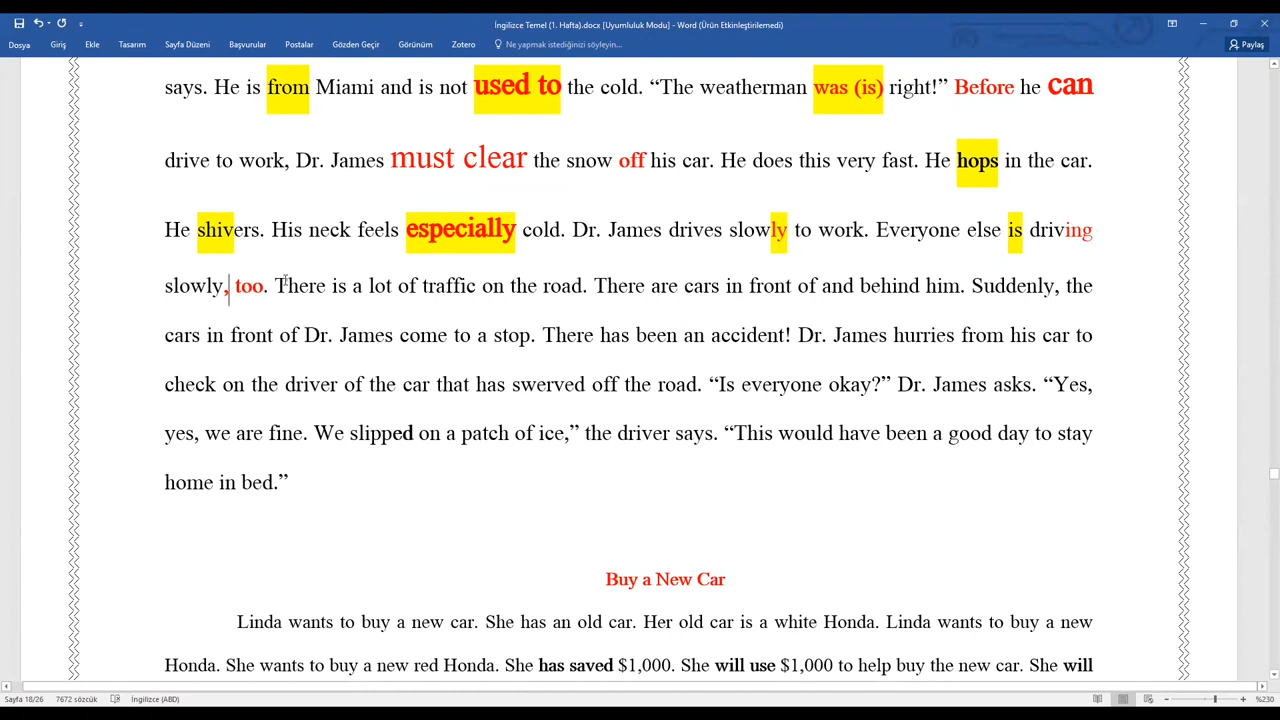 İngilizce Temel (1. Hafta).docx [Uyumluluk Modu] - Word (Ürün Etkinleştirilemedi)
Dosya Giriş Ekle Tasarım Sayfa Düzeni Başvurular Postalar Gözden Geçir Görünüm Zotero Ne yapmak istediğinizi söyleyin... Paylaş
says. He is from Miami and is not used to the cold. “The weatherman was (is) right!” Before he can
drive to work, Dr. James must clear the snow off his car. He does this very fast. He hops in the car.
He shivers. His neck feels especially cold. Dr. James drives slowly to work. Everyone else is driving
slowly, too. There is a lot of traffic on the road. There are cars in front of and behind him. Suddenly, the
cars in front of Dr. James come to a stop. There has been an accident! Dr. James hurries from his car to
check on the driver of the car that has swerved off the road. “Is everyone okay?” Dr. James asks. “Yes,
yes, we are fine. We slipped on a patch of ice,” the driver says. “This would have been a good day to stay
home in bed.”
Buy a New Car
Linda wants to buy a new car. She has an old car. Her old car is a white Honda. Linda wants to buy a new
Honda. She wants to buy a new red Honda. She has saved $1,000. She will use $1,000 to help buy the new car. She will
Sayfa 18/26 7672 sözcük İngilizce (ABD) %230